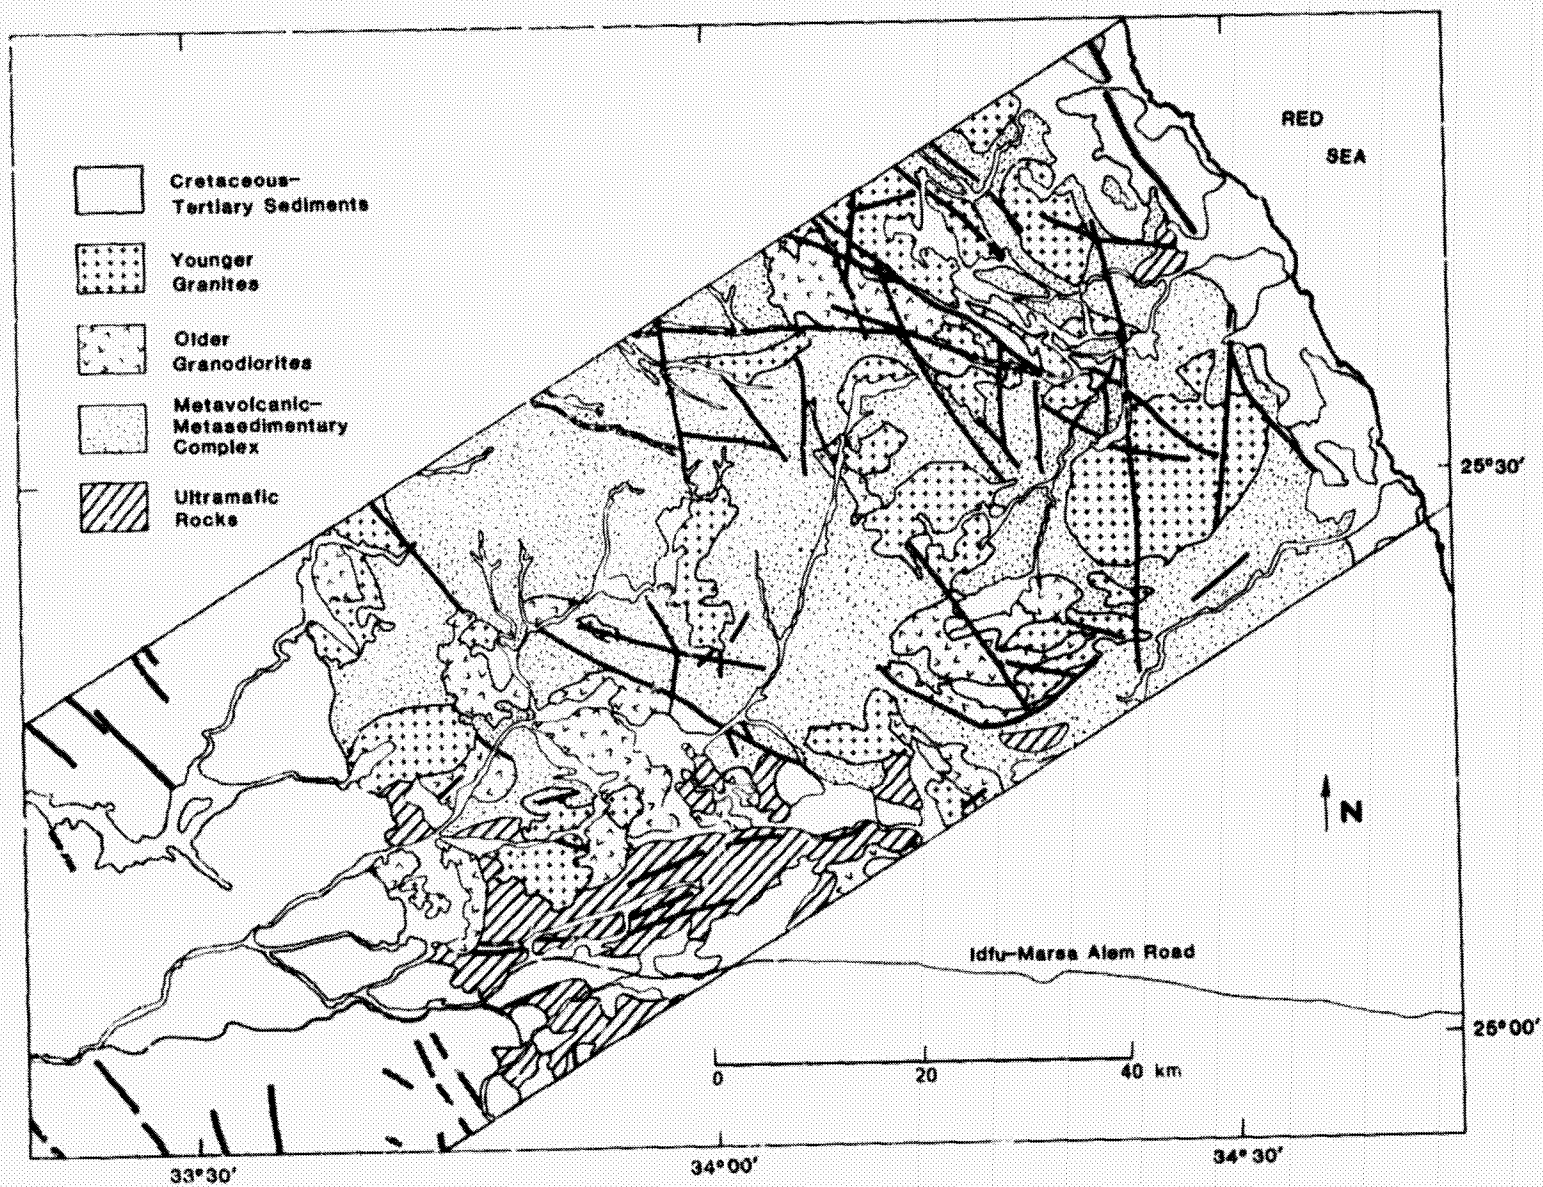 RED
SEA
Cretaceous-
Tertiary Sediments
Younger
Granites
Older
Granodiorites
Metavolcanic-
Metasedimentary
Complex
Ultramafic
Rocks
25°30'
N
Idfu-Marsa Alem Road
25°00'
0 20 40 km
33°30' 34°00' 34°30'